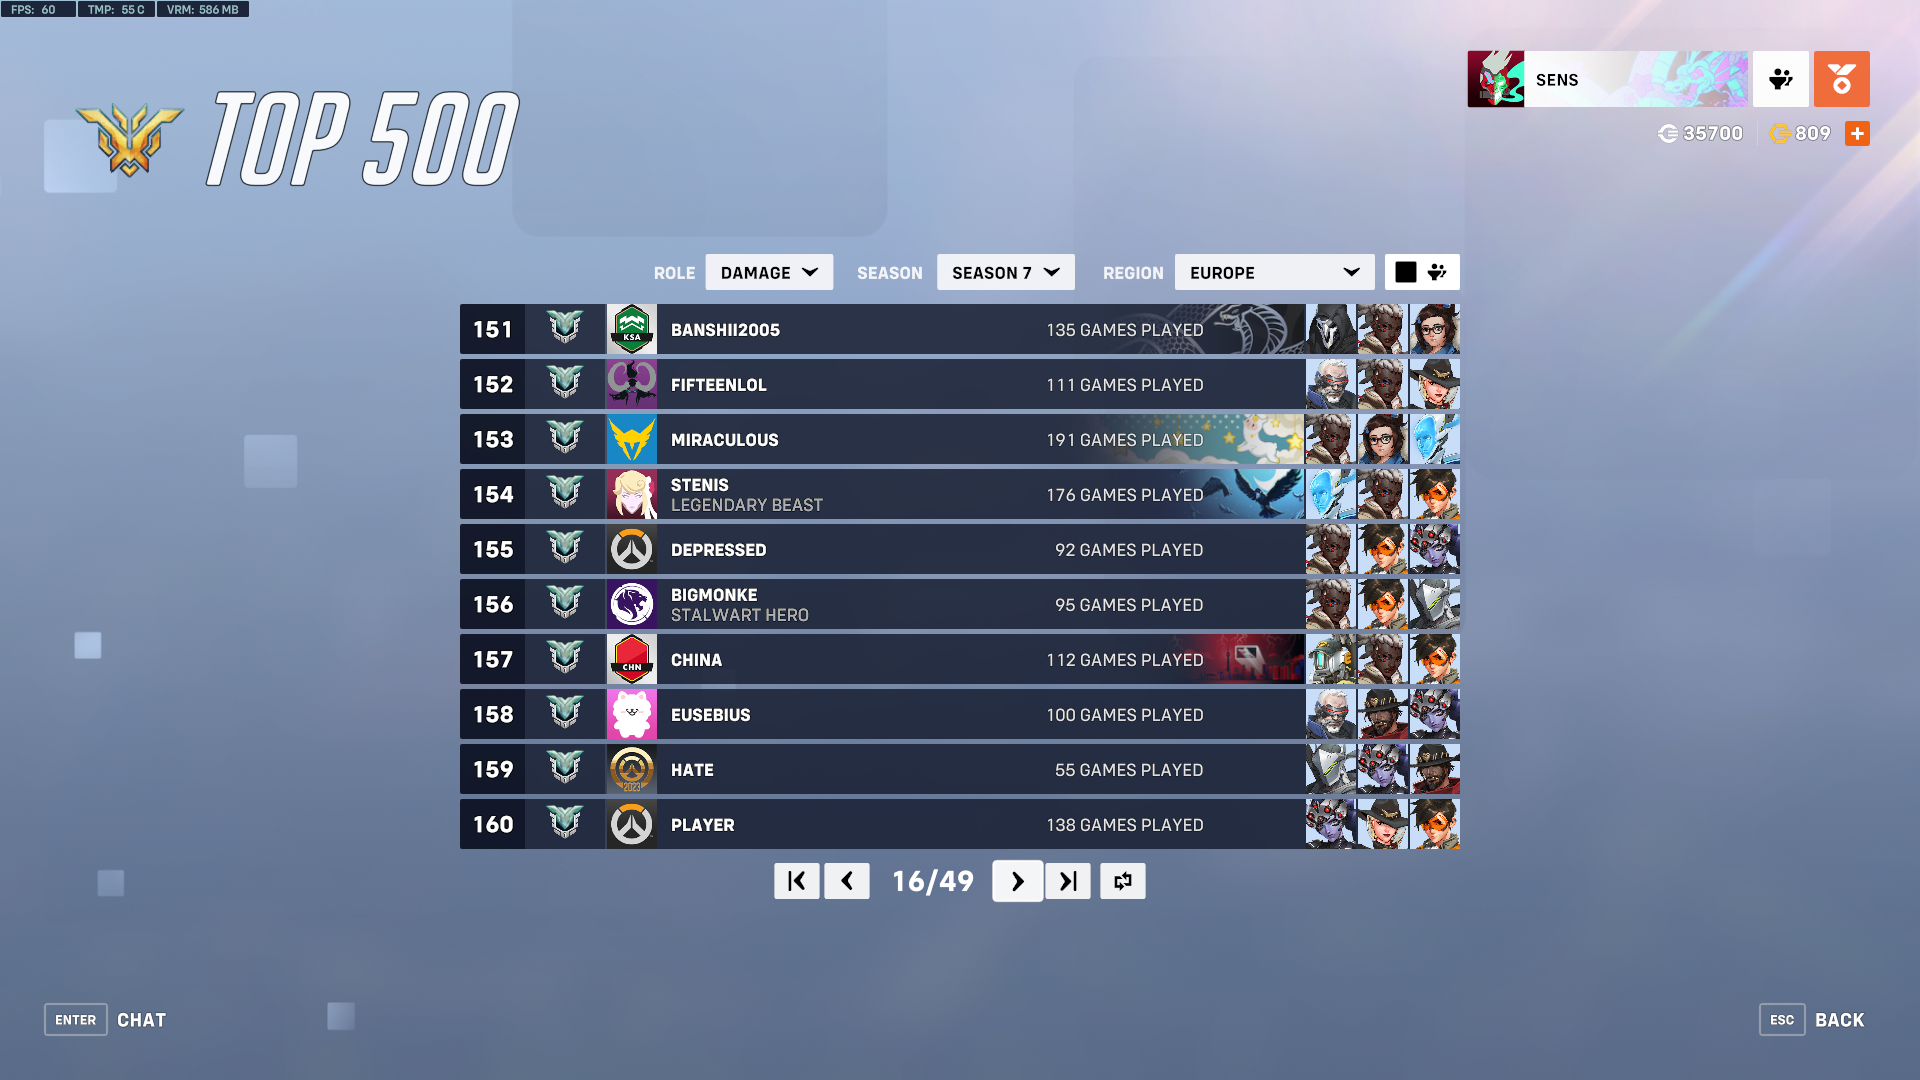 FPS: 60 TMP: 55 C VRM: 586 MB
TOP 500
SENS
35700 809
ROLE DAMAGE SEASON SEASON 7 REGION EUROPE
151 KSA BANSHII2005 135 GAMES PLAYED
152 FIFTEENLOL 111 GAMES PLAYED
153 MIRACULOUS 191 GAMES PLAYED
154 STENIS 176 GAMES PLAYED
LEGENDARY BEAST
155 DEPRESSED 92 GAMES PLAYED
156 BIGMONKE 95 GAMES PLAYED
STALWART HERO
157 CHN CHINA 112 GAMES PLAYED
158 EUSEBIUS 100 GAMES PLAYED
159 2023 HATE 55 GAMES PLAYED
160 PLAYER 138 GAMES PLAYED
16/49
ENTER CHAT
ESC BACK